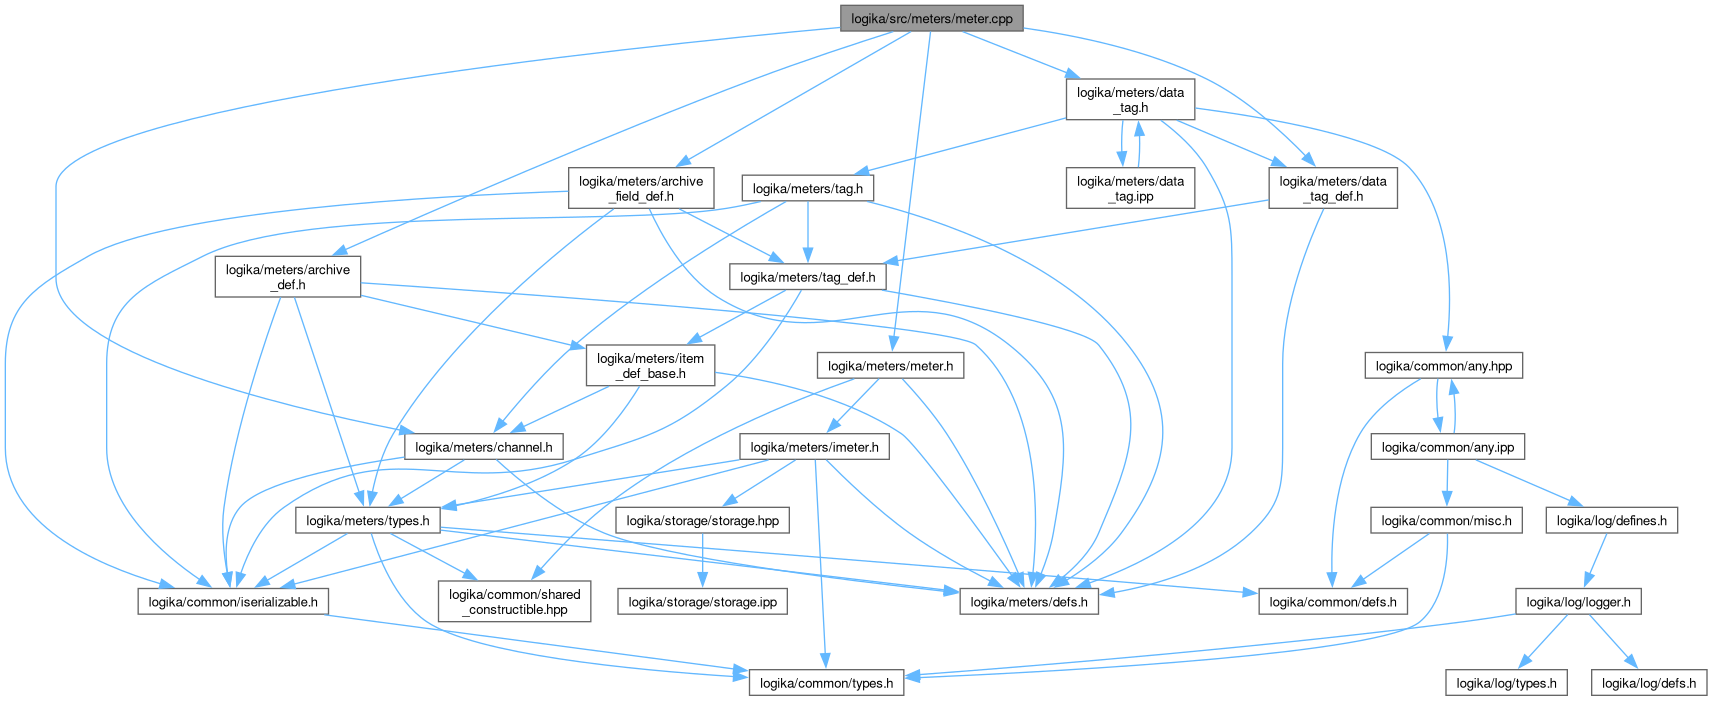 logika/src/meters/meter.cpp
logika/meters/data
_tag.h
logika/meters/archive
_field_def.h
logika/meters/tag.h
logika/meters/data
_tag.ipp
logika/meters/data
_tag_def.h
logika/meters/archive
_def.h
logika/meters/tag_def.h
logika/meters/item
_def_base.h
logika/meters/meter.h
logika/common/any.hpp
logika/meters/channel.h
logika/meters/imeter.h
logika/common/any.ipp
logika/meters/types.h
logika/storage/storage.hpp
logika/common/misc.h
logika/log/defines.h
logika/common/iserializable.h
logika/common/shared
_constructible.hpp
logika/storage/storage.ipp
logika/meters/defs.h
logika/common/defs.h
logika/log/logger.h
logika/common/types.h
logika/log/types.h
logika/log/defs.h